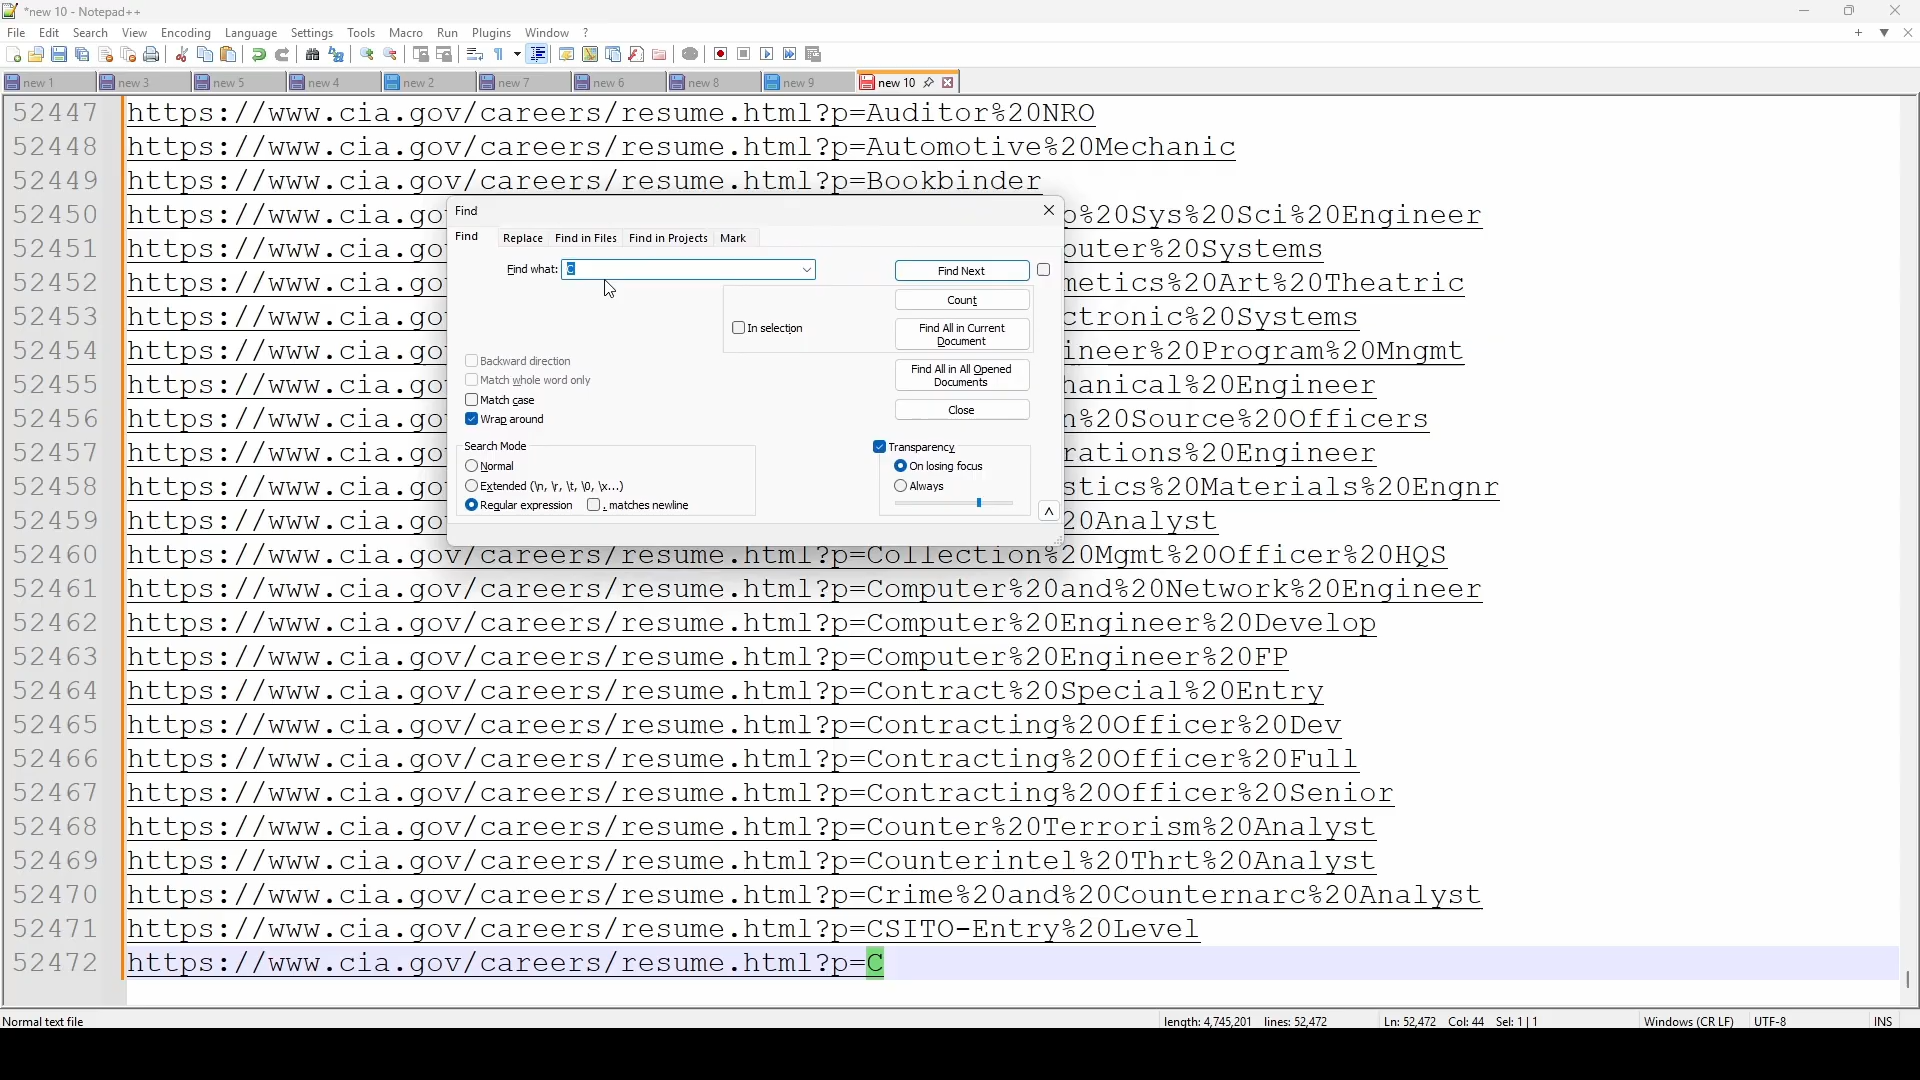 *new 10 - Notepad++
File Edit Search View Encoding Language Settings Tools Macro Run Plugins Window ?
new 1 new 3 new 5 new 4 new 2 new 7 new 6 new 8 new 9 new 10
52447 https://www.cia.gov/careers/resume.html?p=Auditor%20NRO
52448 https://www.cia.gov/careers/resume.html?p=Automotive%20Mechanic
52449 https://www.cia.gov/careers/resume.html?p=Bookbinder
52450 https://www.cia.go o%20Sys%20Sci%20Engineer
52451 https://www.cia.go puter%20Systems
52452 https://www.cia.go metics%20Art%20Theatric
52453 https://www.cia.go ctronic%20Systems
52454 https://www.cia.go ineer%20Program%20Mngmt
52455 https://www.cia.go hanical%20Engineer
52456 https://www.cia.go n%20Source%20Officers
52457 https://www.cia.go rations%20Engineer
52458 https://www.cia.go stics%20Materials%20Engnr
52459 https://www.cia.go 20Analyst
52460 https://www.cia.gov/careers/resume.html?p=Collection%20Mgmt%20Officer%20HQS
52461 https://www.cia.gov/careers/resume.html?p=Computer%20and%20Network%20Engineer
52462 https://www.cia.gov/careers/resume.html?p=Computer%20Engineer%20Develop
52463 https://www.cia.gov/careers/resume.html?p=Computer%20Engineer%20FP
52464 https://www.cia.gov/careers/resume.html?p=Contract%20Special%20Entry
52465 https://www.cia.gov/careers/resume.html?p=Contracting%20Officer%20Dev
52466 https://www.cia.gov/careers/resume.html?p=Contracting%20Officer%20Full
52467 https://www.cia.gov/careers/resume.html?p=Contracting%20Officer%20Senior
52468 https://www.cia.gov/careers/resume.html?p=Counter%20Terrorism%20Analyst
52469 https://www.cia.gov/careers/resume.html?p=Counterintel%20Thrt%20Analyst
52470 https://www.cia.gov/careers/resume.html?p=Crime%20and%20Counternarc%20Analyst
52471 https://www.cia.gov/careers/resume.html?p=CSITO-Entry%20Level
52472 https://www.cia.gov/careers/resume.html?p=C
Find
Find Replace Find in Files Find in Projects Mark
Find what: C
Find Next
Count
In selection
Find All in Current
Document
Backward direction
Find All in All Opened
Documents
Match whole word only
Match case
Close
Wrap around
Search Mode
Transparency
Normal
On losing focus
Extended (\n, \r, \t, \0, \x...)
Always
Regular expression . matches newline
Normal text file length: 4,745,201 lines: 52,472 Ln: 52,472 Col: 44 Sel: 1 | 1 Windows (CR LF) UTF-8 INS